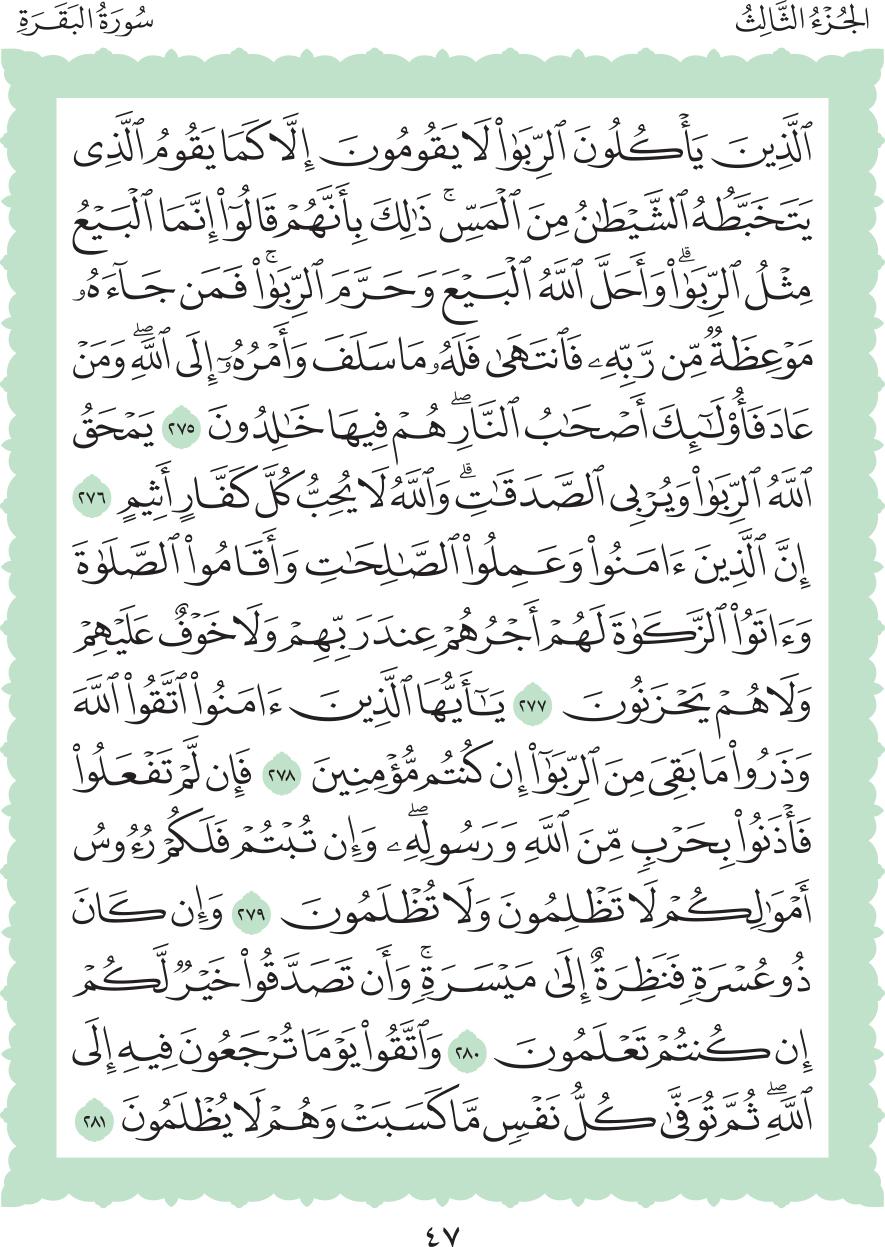 الجُزْءُ الثَّالِثُ
سُورَةُ البَقَرَةِ
ٱلَّذِينَ يَأۡكُلُونَ ٱلرِّبَوٰاْ لَا يَقُومُونَ إِلَّا كَمَا يَقُومُ ٱلَّذِي
يَتَخَبَّطُهُ ٱلشَّيۡطَٰنُ مِنَ ٱلۡمَسِّۚ ذَٰلِكَ بِأَنَّهُمۡ قَالُوٓاْ إِنَّمَا ٱلۡبَيۡعُ
مِثۡلُ ٱلرِّبَوٰاْۗ وَأَحَلَّ ٱللَّهُ ٱلۡبَيۡعَ وَحَرَّمَ ٱلرِّبَوٰاْۚ فَمَن جَآءَهُۥ
مَوۡعِظَةٞ مِّن رَّبِّهِۦ فَٱنتَهَىٰ فَلَهُۥ مَا سَلَفَ وَأَمۡرُهُۥٓ إِلَى ٱللَّهِۖ وَمَنۡ
عَادَ فَأُوْلَٰٓئِكَ أَصۡحَٰبُ ٱلنَّارِۖ هُمۡ فِيهَا خَٰلِدُونَ ٢٧٥ يَمۡحَقُ
ٱللَّهُ ٱلرِّبَوٰاْ وَيُرۡبِي ٱلصَّدَقَٰتِۗ وَٱللَّهُ لَا يُحِبُّ كُلَّ كَفَّارٍ أَثِيمٍ ٢٧٦
إِنَّ ٱلَّذِينَ ءَامَنُواْ وَعَمِلُواْ ٱلصَّٰلِحَٰتِ وَأَقَامُواْ ٱلصَّلَوٰةَ
وَءَاتَوُاْ ٱلزَّكَوٰةَ لَهُمۡ أَجۡرُهُمۡ عِندَ رَبِّهِمۡ وَلَا خَوۡفٌ عَلَيۡهِمۡ
وَلَا هُمۡ يَحۡزَنُونَ ٢٧٧ يَٰٓأَيُّهَا ٱلَّذِينَ ءَامَنُواْ ٱتَّقُواْ ٱللَّهَ
وَذَرُواْ مَا بَقِيَ مِنَ ٱلرِّبَوٰٓاْ إِن كُنتُم مُّؤۡمِنِينَ ٢٧٨ فَإِن لَّمۡ تَفۡعَلُواْ
فَأۡذَنُواْ بِحَرۡبٖ مِّنَ ٱللَّهِ وَرَسُولِهِۦۖ وَإِن تُبۡتُمۡ فَلَكُمۡ رُءُوسُ
أَمۡوَٰلِكُمۡ لَا تَظۡلِمُونَ وَلَا تُظۡلَمُونَ ٢٧٩ وَإِن كَانَ
ذُو عُسۡرَةٖ فَنَظِرَةٌ إِلَىٰ مَيۡسَرَةٖۚ وَأَن تَصَدَّقُواْ خَيۡرٞ لَّكُمۡ
إِن كُنتُمۡ تَعۡلَمُونَ ٢٨٠ وَٱتَّقُواْ يَوۡمٗا تُرۡجَعُونَ فِيهِ إِلَى
ٱللَّهِۖ ثُمَّ تُوَفَّىٰ كُلُّ نَفۡسٖ مَّا كَسَبَتۡ وَهُمۡ لَا يُظۡلَمُونَ ٢٨١
٤٧